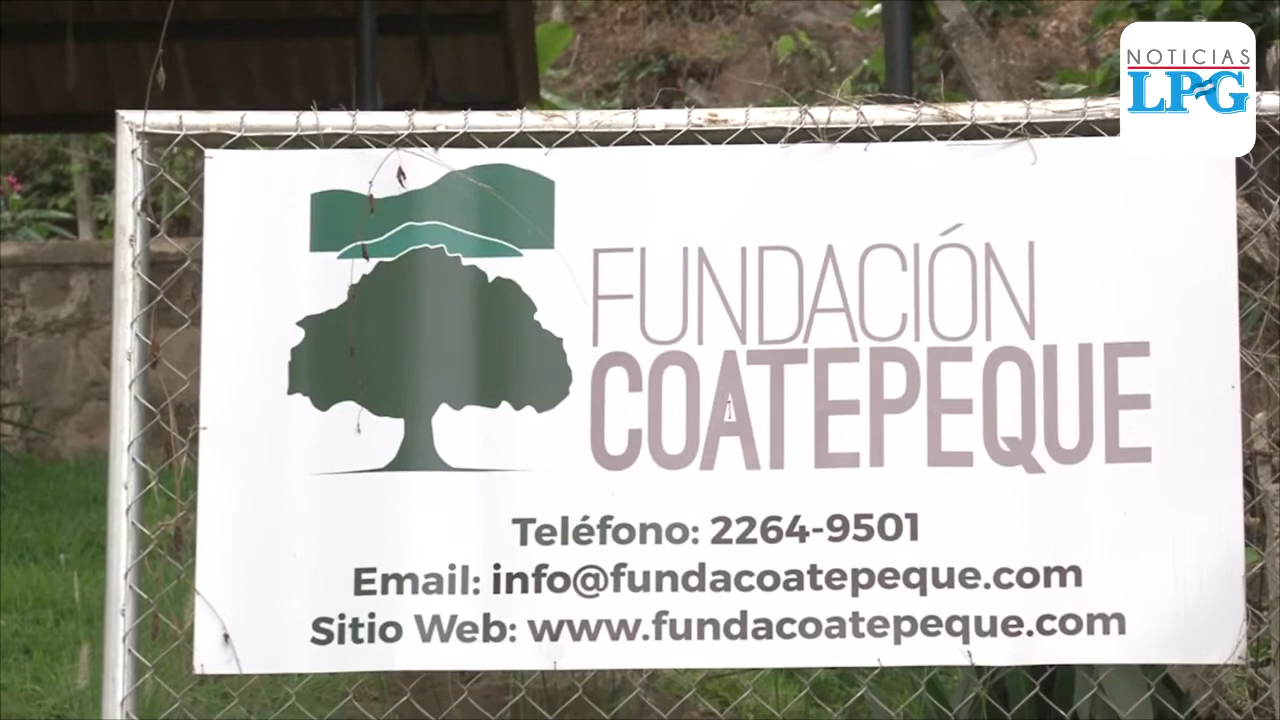 NOTICIAS
LPG
FUNDACIÓN
COATEPEQUE
Teléfono: 2264-9501
Email: info@fundacoatepeque.com
Sitio Web: www.fundacoatepeque.com